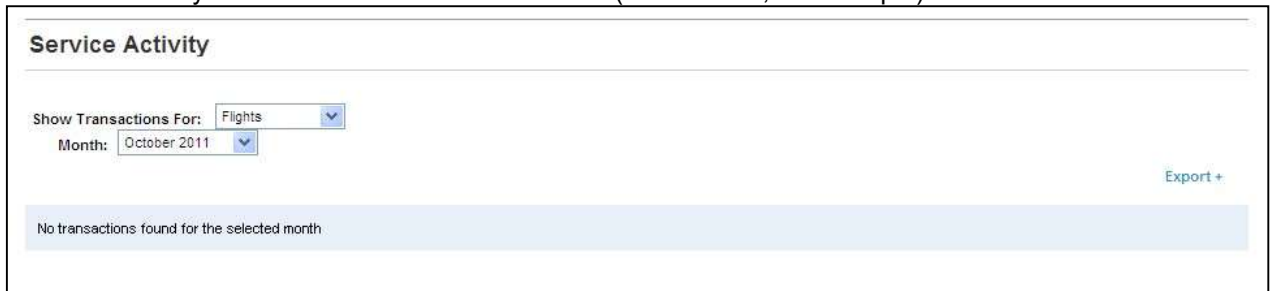 Service Activity
Show Transactions For: Flights
Month: October 2011
Export +
No transactions found for the selected month